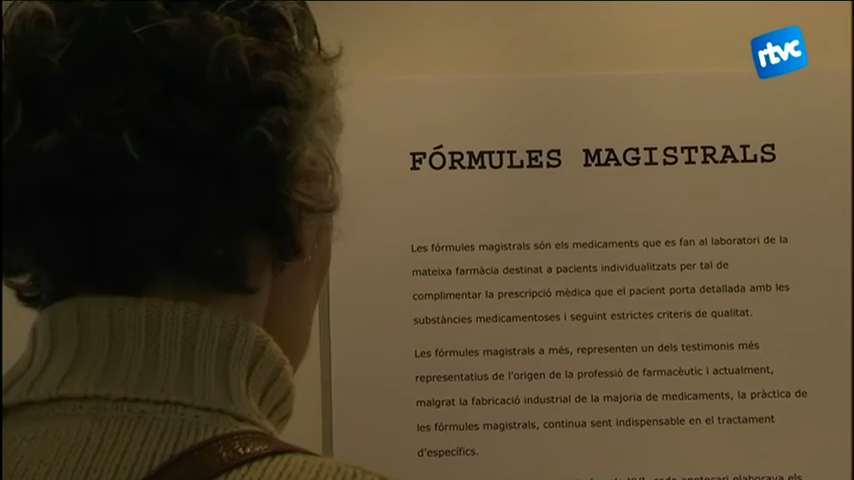 rtvc
FÓRMULES MAGISTRALS
Les fórmules magistrals són els medicaments que es fan al laboratori de la
mateixa farmàcia destinat a pacients individualitzats per tal de
complimentar la prescripció mèdica que el pacient porta detallada amb les
substàncies medicamentoses i seguint estrictes criteris de qualitat.
Les fórmules magistrals a més, representen un dels testimonis més
representatius de l'origen de la professió de farmacèutic i actualment,
malgrat la fabricació industrial de la majoria de medicaments, la pràctica de
les fórmules magistrals, continua sent indispensable en el tractament
d'específics.
cada apotecari elaborava els